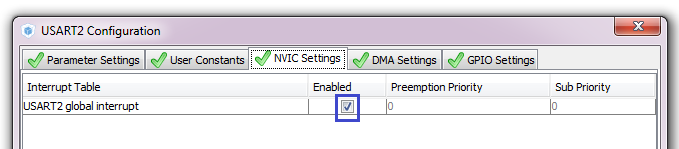 USART2 Configuration
Parameter Settings User Constants NVIC Settings DMA Settings GPIO Settings
Interrupt Table Enabled Preemption Priority Sub Priority
USART2 global interrupt 0 0